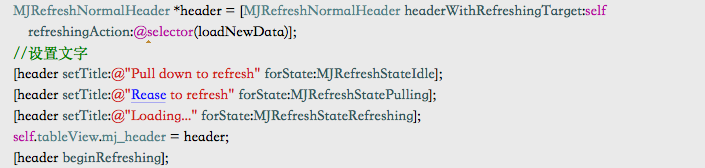 MJRefreshNormalHeader *header = [MJRefreshNormalHeader headerWithRefreshingTarget:self
refreshingAction:@selector(loadNewData)];
//设置文字
[header setTitle:@"Pull down to refresh" forState:MJRefreshStateIdle];
[header setTitle:@"Rease to refresh" forState:MJRefreshStatePulling];
[header setTitle:@"Loading..." forState:MJRefreshStateRefreshing];
self.tableView.mj_header = header;
[header beginRefreshing];